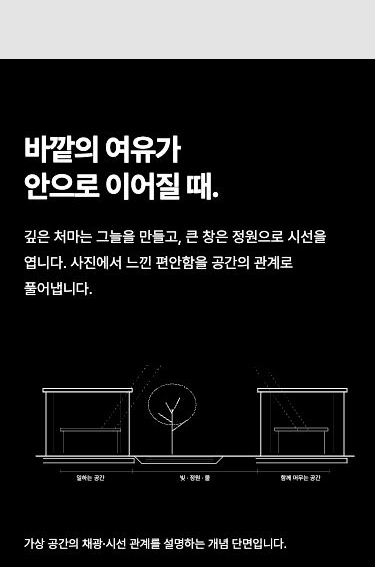 바깥의 여유가
안으로 이어질 때.
깊은 처마는 그늘을 만들고, 큰 창은 정원으로 시선을
엽니다. 사진에서 느낀 편안함을 공간의 관계로
풀어냅니다.
일하는 공간
빛 · 정원 · 물
함께 머무는 공간
가상 공간의 채광·시선 관계를 설명하는 개념 단면입니다.